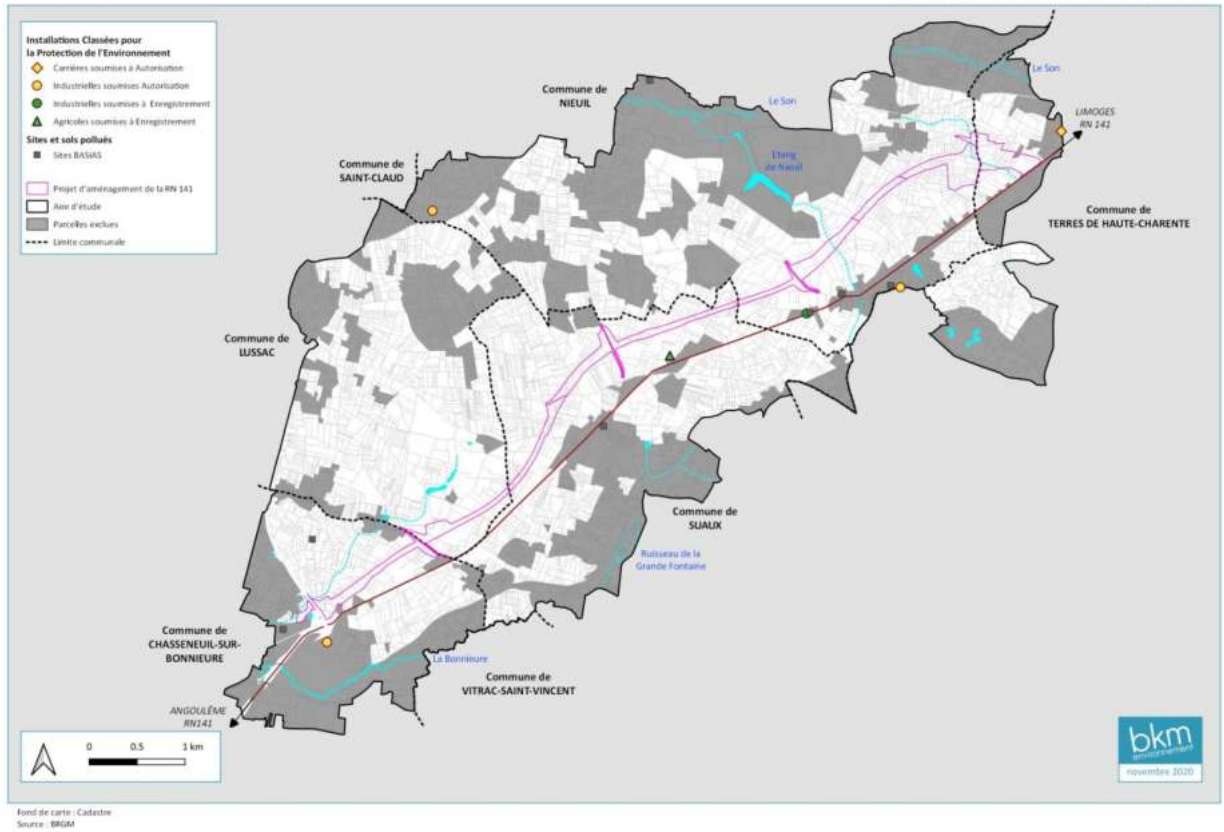 Installations Classées pour
la Protection de l'Environnement
Carrières soumises à Autorisation
Industrielles soumises Autorisation
Industrielles soumises à Enregistrement
Agricoles soumises à Enregistrement
Sites et sols pollués
Sites BASIAS
Projet d'aménagement de la RN 141
Aire d'étude
Parcelles exclues
Limite communale
Commune de
NIEUIL
Le Son
Le Son
LIMOGES
RN 141
Etang
de Nieuil
Commune de
SAINT-CLAUD
Commune de
TERRES DE HAUTE-CHARENTE
Commune de
LUSSAC
Commune de
SUAUX
Ruisseau de la
Grande Fontaine
Commune de
CHASSENEUIL-SUR-
BONNIEURE
La Bonnieure
Commune de
VITRAC-SAINT-VINCENT
ANGOULÊME
RN141
0 0.5 1 km
bkm
environnement
novembre 2020
Fond de carte : Cadastre
Source : BRGM